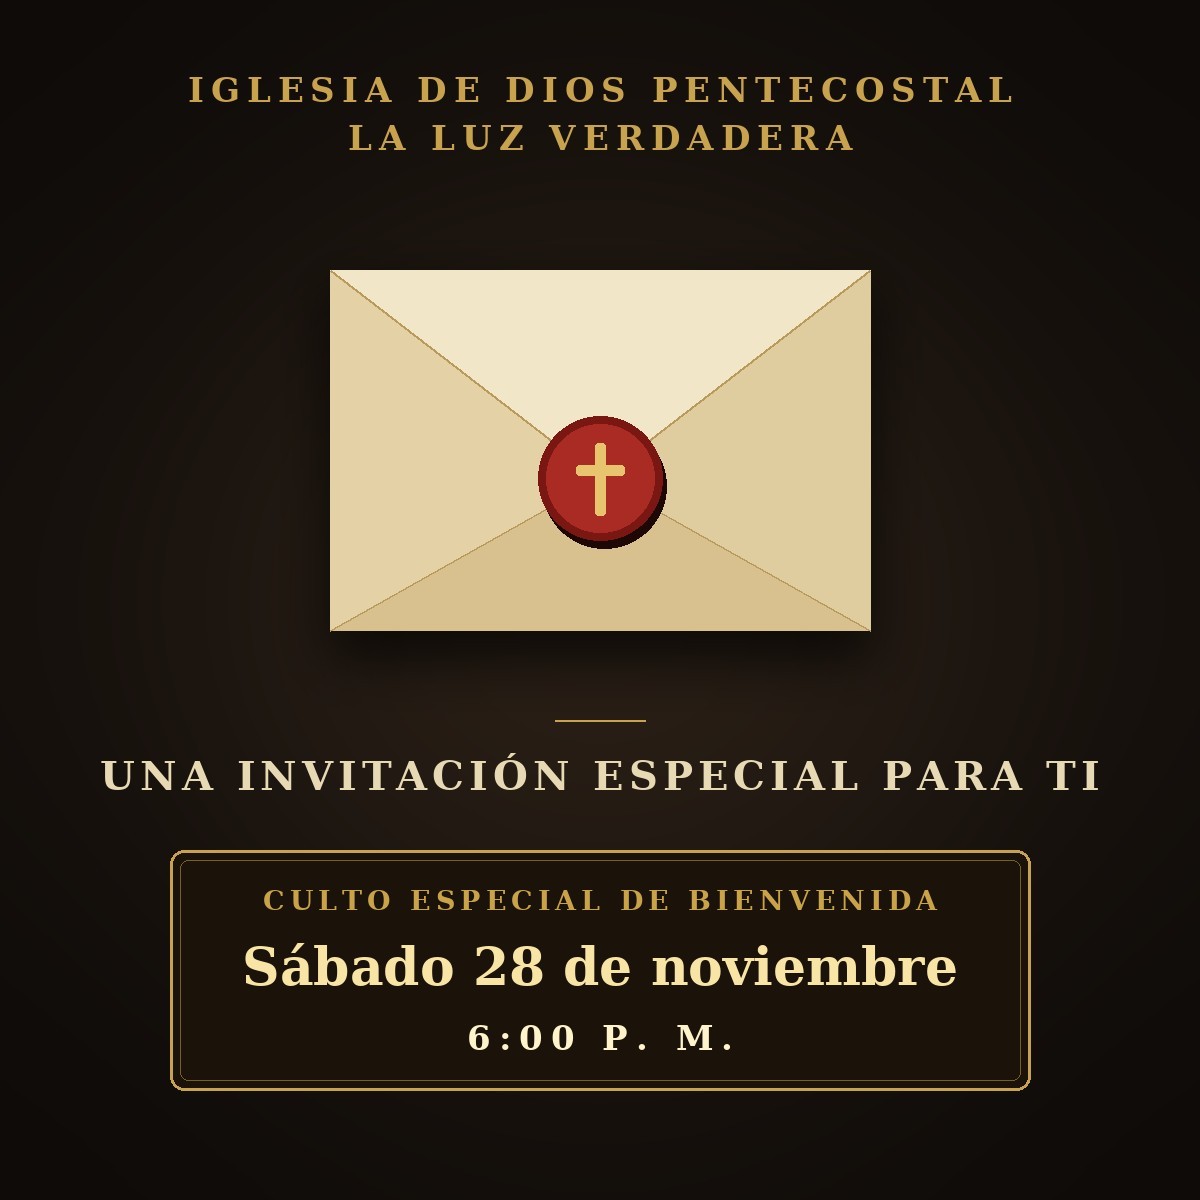 IGLESIA DE DIOS PENTECOSTAL
LA LUZ VERDADERA
UNA INVITACIÓN ESPECIAL PARA TI
CULTO ESPECIAL DE BIENVENIDA
Sábado 28 de noviembre
6:00 P. M.